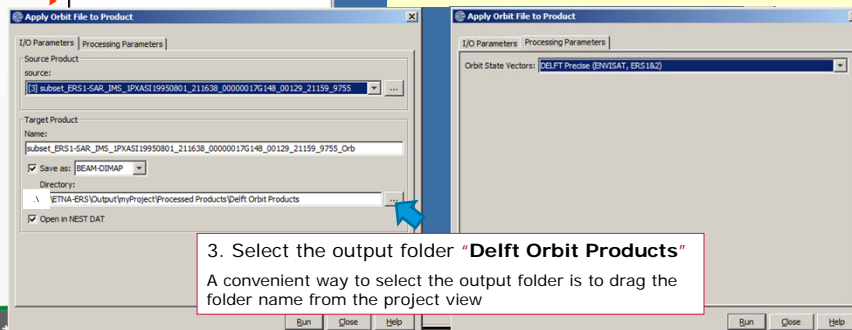 Apply Orbit File to Product
I/O Parameters Processing Parameters
Source Product
source:
[3] subset_ERS1-SAR_IMS_1PXASI19950801_211638_00000017G148_00129_21159_9755
...
Target Product
Name:
subset_ERS1-SAR_IMS_1PXASI19950801_211638_00000017G148_00129_21159_9755_Orb
Save as: BEAM-DIMAP
Directory:
.\ \ETNA-ERS\Output\myProject\Processed Products\Delft Orbit Products
...
Open in NEST DAT
Run Close Help
Apply Orbit File to Product
I/O Parameters Processing Parameters
Orbit State Vectors: DELFT Precise (ENVISAT, ERS1&2)
Run Close Help
3. Select the output folder “Delft Orbit Products”
A convenient way to select the output folder is to drag the
folder name from the project view